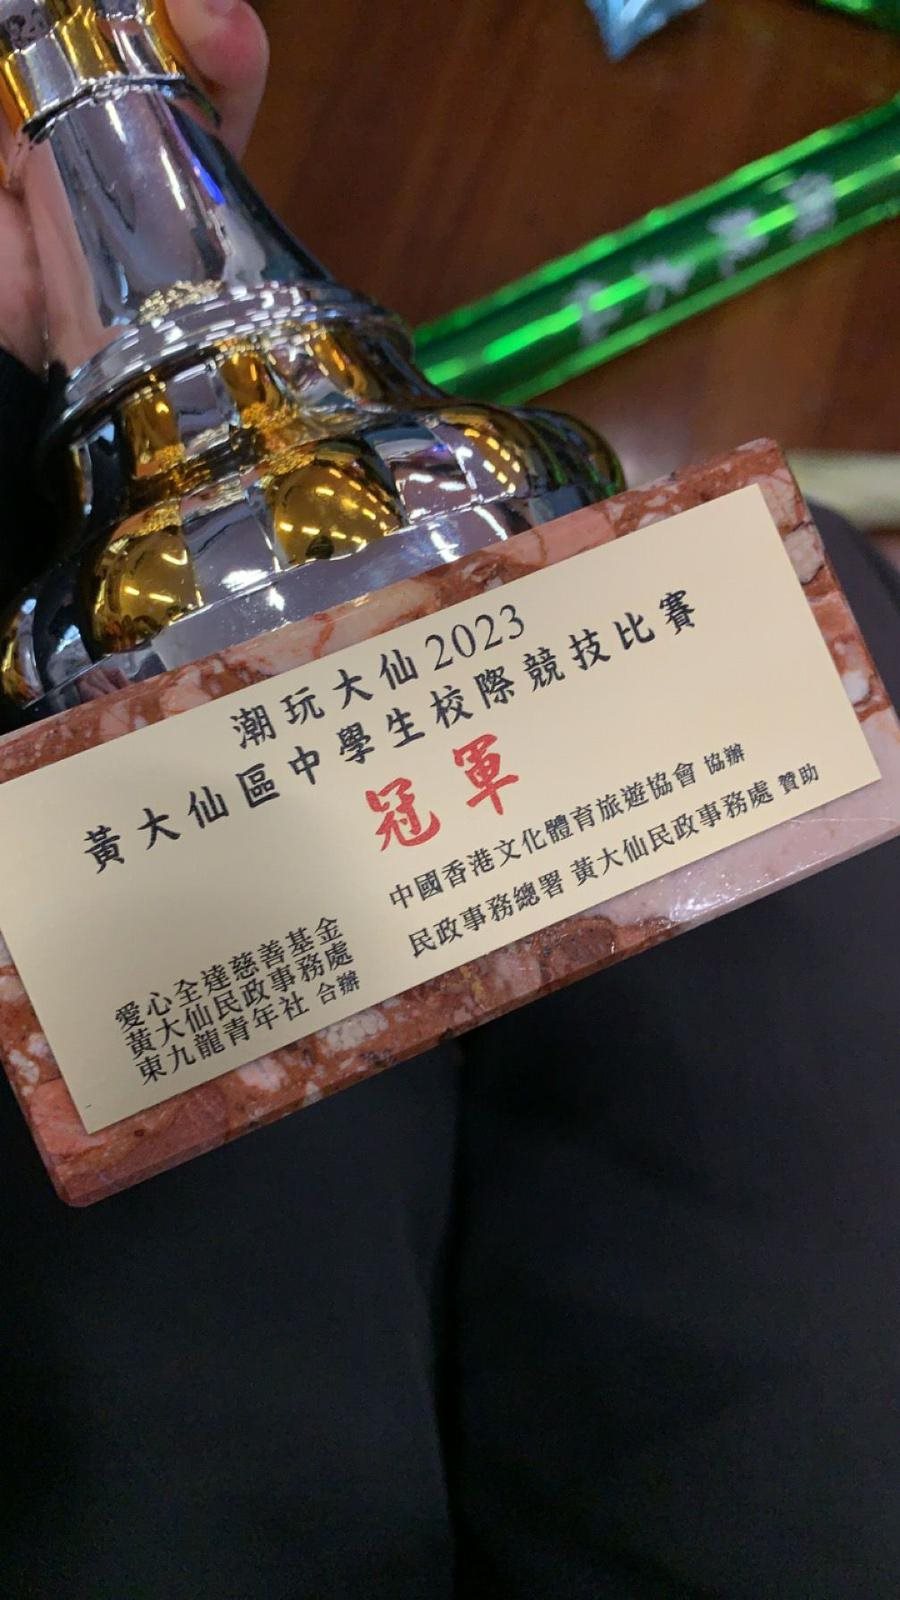 潮玩大仙2023
黃大仙區中學生校際競技比賽
冠軍
愛心全達慈善基金
黃大仙民政事務處
東九龍青年社 合辦
中國香港文化體育旅遊協會 協辦
民政事務總署 黃大仙民政事務處 贊助